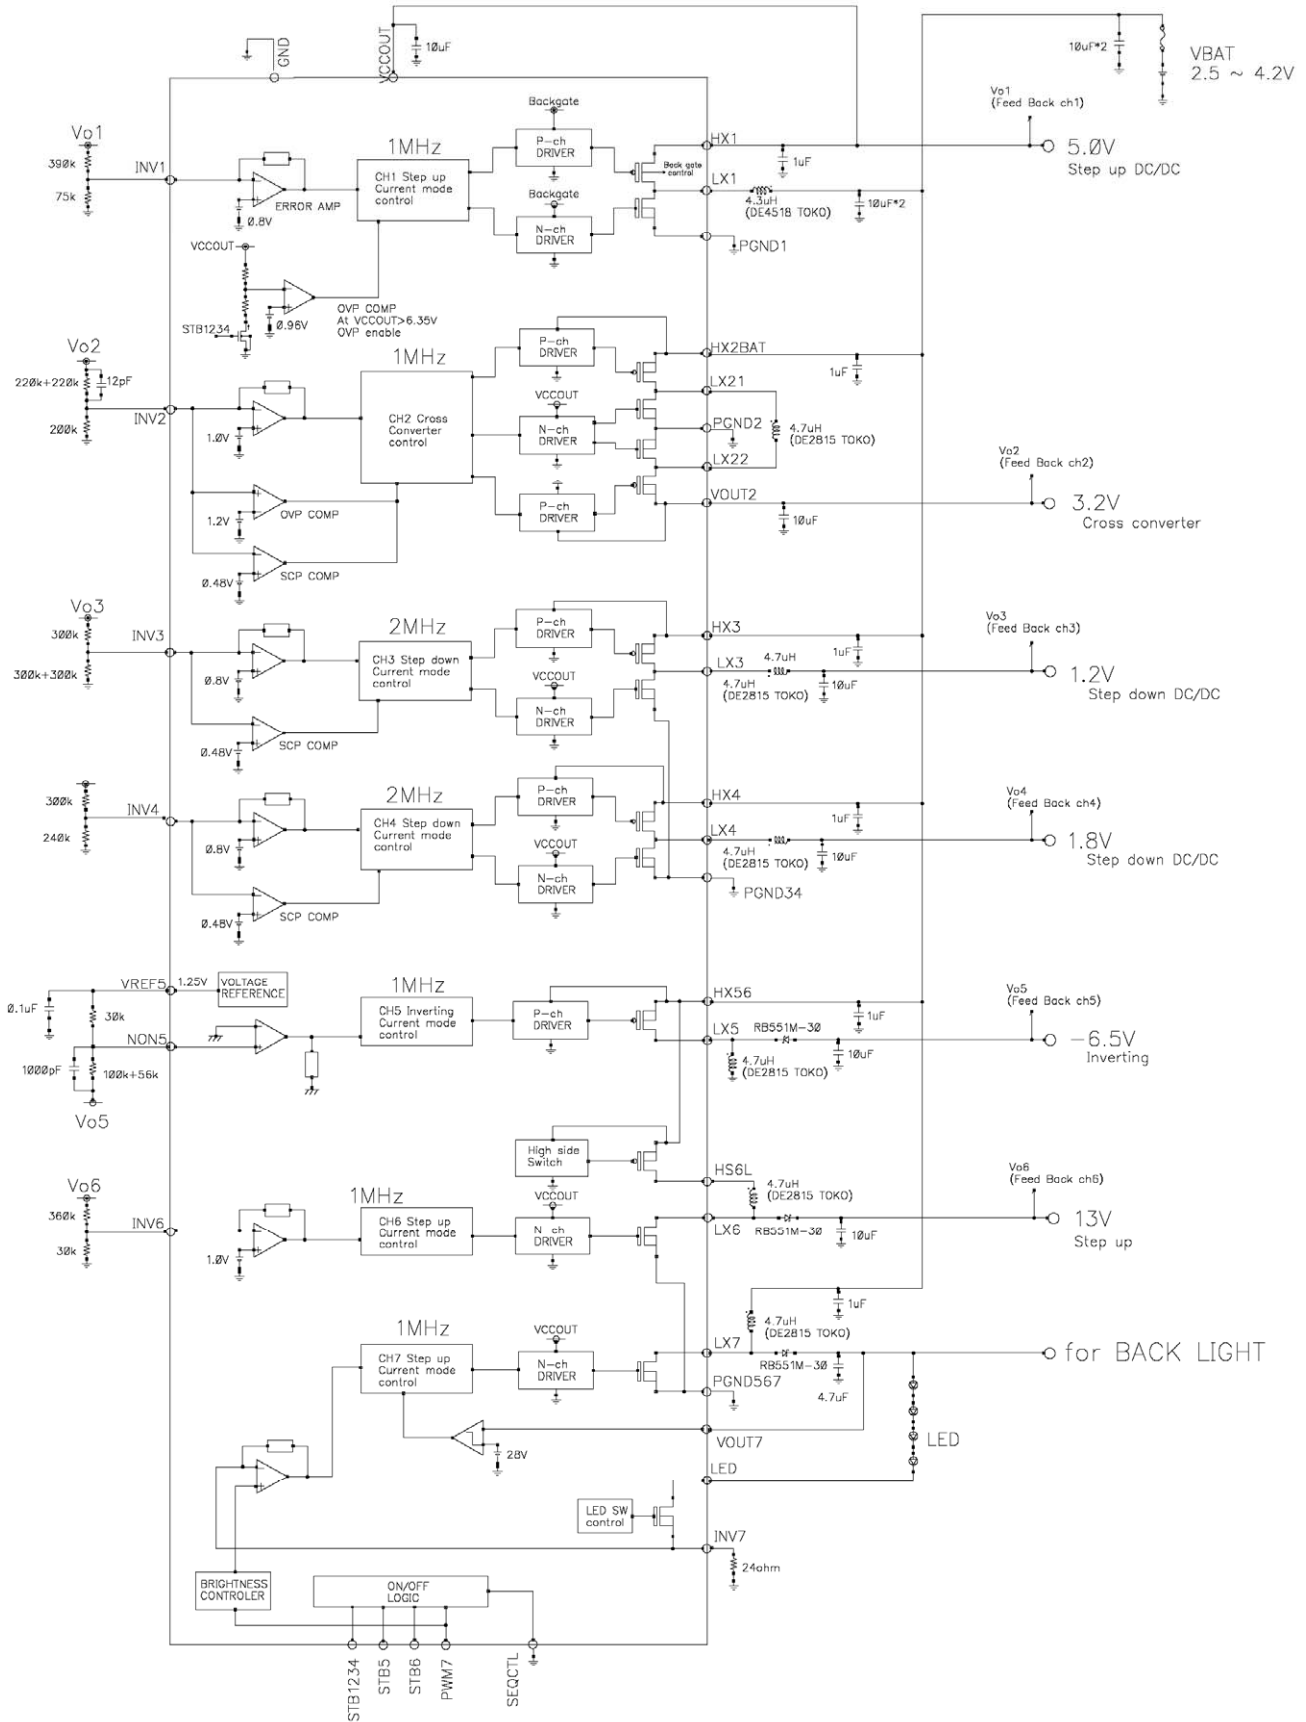 GND
VCCOUT
10uF
10uF*2
VBAT
2.5 ~ 4.2V
Vo1
390k
75k
INV1
ERROR AMP
0.8V
1MHz
CH1 Step up
Current mode
control
Backgate
P-ch
DRIVER
Backgate
N-ch
DRIVER
Back gate
control
HX1
1uF
LX1
4.3uH
(DE4518 TOKO)
10uF*2
PGND1
Vo1
(Feed Back ch1)
5.0V
Step up DC/DC
VCCOUT
STB1234
0.96V
OVP COMP
At VCCOUT>6.35V
OVP enable
Vo2
220k+220k
12pF
200k
INV2
1.0V
1.2V
OVP COMP
0.48V
SCP COMP
1MHz
CH2 Cross
Converter
control
P-ch
DRIVER
VCCOUT
N-ch
DRIVER
P-ch
DRIVER
HX2BAT
1uF
LX21
PGND2
4.7uH
(DE2815 TOKO)
LX22
VOUT2
10uF
Vo2
(Feed Back ch2)
3.2V
Cross converter
Vo3
300k
300k+300k
INV3
0.8V
0.48V
SCP COMP
2MHz
CH3 Step down
Current mode
control
P-ch
DRIVER
VCCOUT
N-ch
DRIVER
HX3
1uF
LX3
4.7uH
4.7uH
(DE2815 TOKO)
10uF
Vo3
(Feed Back ch3)
1.2V
Step down DC/DC
300k
240k
INV4
0.8V
0.48V
SCP COMP
2MHz
CH4 Step down
Current mode
control
P-ch
DRIVER
VCCOUT
N-ch
DRIVER
HX4
1uF
LX4
4.7uH
(DE2815 TOKO)
10uF
PGND34
Vo4
(Feed Back ch4)
1.8V
Step down DC/DC
VREF5
1.25V
VOLTAGE
REFERENCE
0.1uF
30k
NON5
1000pF
100k+56k
Vo5
1MHz
CH5 Inverting
Current mode
control
P-ch
DRIVER
HX56
1uF
LX5
RB551M-30
4.7uH
(DE2815 TOKO)
10uF
Vo5
(Feed Back ch5)
-6.5V
Inverting
High side
Switch
HS6L
4.7uH
(DE2815 TOKO)
Vo6
360k
30k
INV6
1.0V
1MHz
CH6 Step up
Current mode
control
VCCOUT
N ch
DRIVER
LX6
RB551M-30
10uF
Vo6
(Feed Back ch6)
13V
Step up
1uF
4.7uH
(DE2815 TOKO)
1MHz
CH7 Step up
Current mode
control
VCCOUT
N-ch
DRIVER
LX7
RB551M-30
4.7uF
for BACK LIGHT
PGND567
28V
VOUT7
LED
LED
LED SW
control
INV7
24ohm
BRIGHTNESS
CONTROLER
ON/OFF
LOGIC
STB1234
STB5
STB6
PWM7
SEQCTL